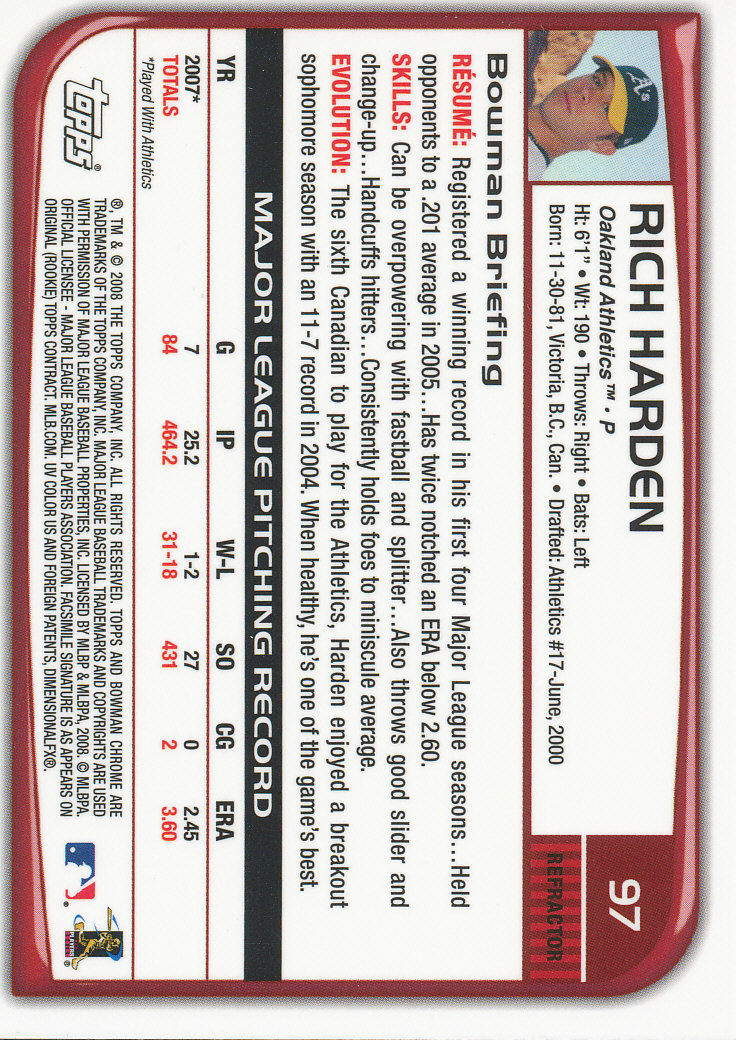 97
REFRACTOR
A's
RICH HARDEN
Oakland Athletics™ • P
Ht: 6'1" • Wt: 190 • Throws: Right • Bats: Left
Born: 11-30-81, Victoria, B.C., Can. • Drafted: Athletics #17-June, 2000
Bowman Briefing
RÉSUMÉ: Registered a winning record in his first four Major League seasons...Held
opponents to a .201 average in 2005...Has twice notched an ERA below 2.60.
SKILLS: Can be overpowering with fastball and splitter...Also throws good slider and
change-up...Handcuffs hitters...Consistently holds foes to miniscule average.
EVOLUTION: The sixth Canadian to play for the Athletics, Harden enjoyed a breakout
sophomore season with an 11-7 record in 2004. When healthy, he's one of the game's best.
MAJOR LEAGUE PITCHING RECORD
YR G IP W-L SO CG ERA
2007* 7 25.2 1-2 27 0 2.45
TOTALS 84 464.2 31-18 431 2 3.60
*Played With Athletics
topps®
®, TM & © 2008 THE TOPPS COMPANY, INC. ALL RIGHTS RESERVED. TOPPS AND BOWMAN CHROME ARE
TRADEMARKS OF THE TOPPS COMPANY, INC. MAJOR LEAGUE BASEBALL TRADEMARKS AND COPYRIGHTS ARE USED
WITH PERMISSION OF MAJOR LEAGUE BASEBALL PROPERTIES, INC. LICENSED BY MLBP & MLBPA, 2008. © MLBPA
OFFICIAL LICENSEE - MAJOR LEAGUE BASEBALL PLAYERS ASSOCIATION. FACSIMILE SIGNATURE IS AS APPEARS ON
ORIGINAL (ROOKIE) TOPPS CONTRACT. MLB.COM. UV COLOR US AND FOREIGN PATENTS, DIMENSIONALFX®.
PLAYERS